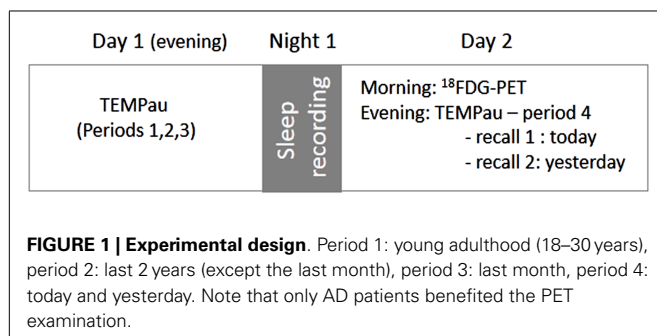 Day 1 (evening) Night 1 Day 2
TEMPau
(Periods 1,2,3)
Sleep
recording
Morning: ¹⁸FDG-PET
Evening: TEMPau – period 4
- recall 1 : today
- recall 2: yesterday
FIGURE 1 | Experimental design. Period 1: young adulthood (18–30 years),
period 2: last 2 years (except the last month), period 3: last month, period 4:
today and yesterday. Note that only AD patients benefited the PET
examination.